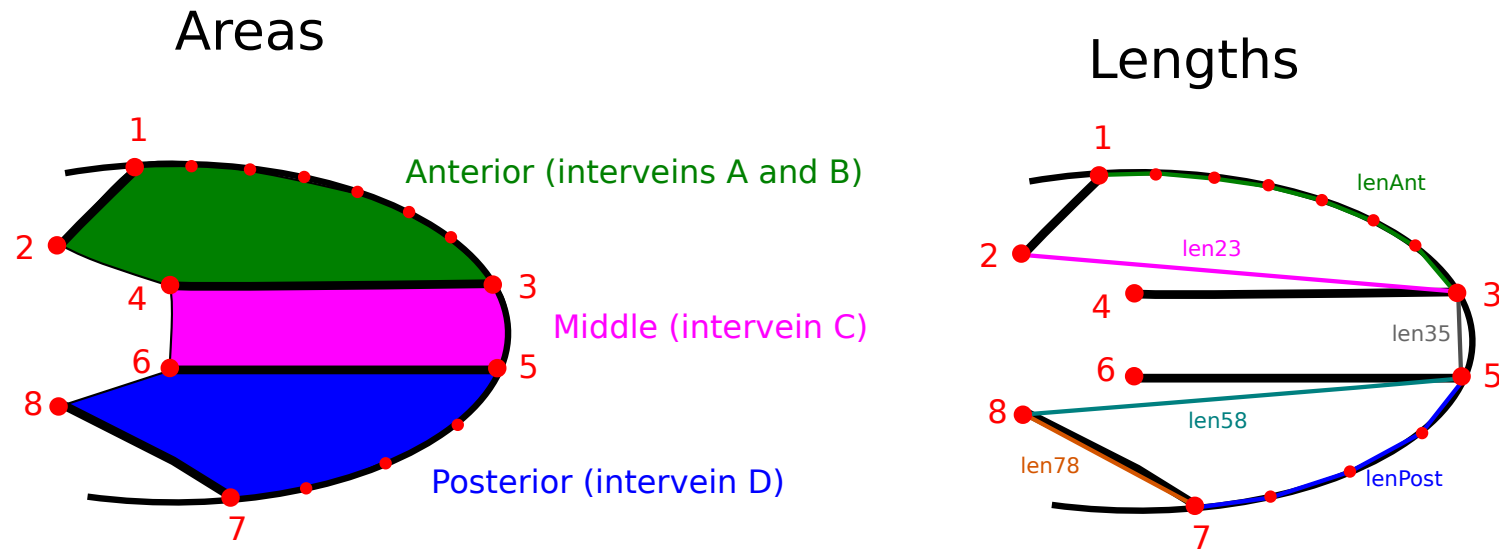 Areas
1
Anterior (interveins A and B)
2
4
3
Middle (intervein C)
6
5
8
Posterior (intervein D)
7
Lengths
1
lenAnt
2
len23
4
3
len35
6
5
8
len58
len78
lenPost
7